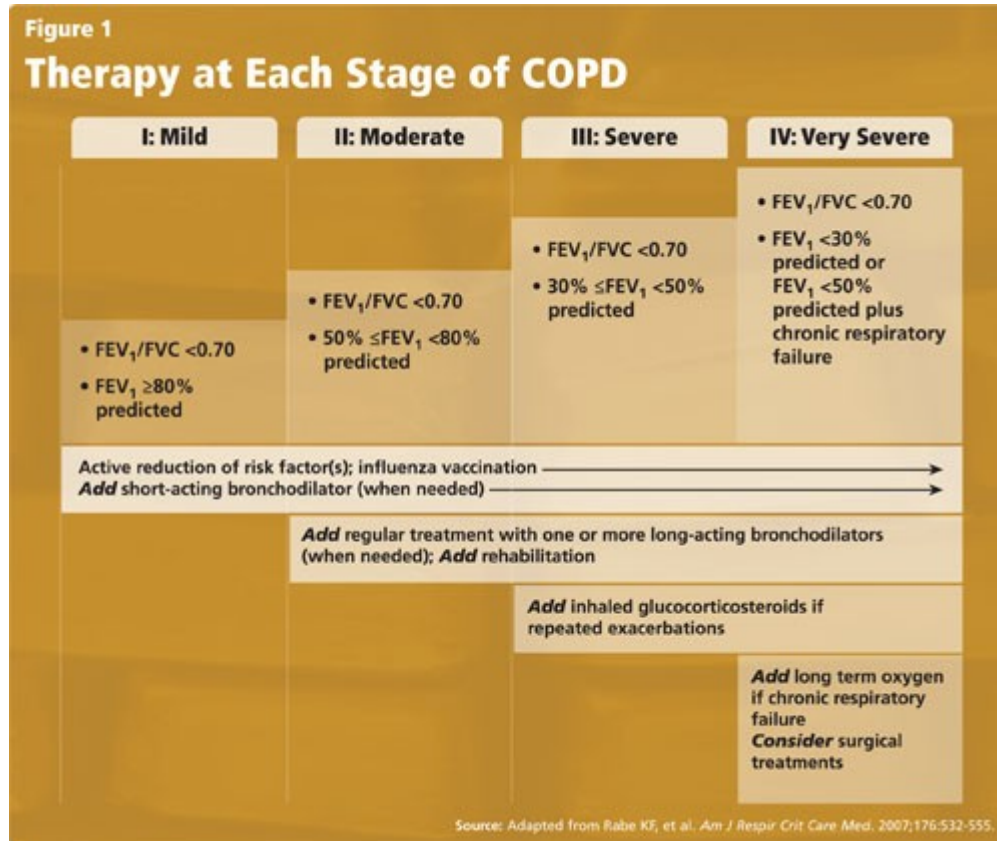 Figure 1
Therapy at Each Stage of COPD
I: Mild
II: Moderate
III: Severe
IV: Very Severe
• FEV₁/FVC <0.70
• FEV₁ ≥80%
predicted
• FEV₁/FVC <0.70
• 50% ≤FEV₁ <80%
predicted
• FEV₁/FVC <0.70
• 30% ≤FEV₁ <50%
predicted
• FEV₁/FVC <0.70
• FEV₁ <30%
predicted or
FEV₁ <50%
predicted plus
chronic respiratory
failure
Active reduction of risk factor(s); influenza vaccination
Add short-acting bronchodilator (when needed)
Add regular treatment with one or more long-acting bronchodilators
(when needed); Add rehabilitation
Add inhaled glucocorticosteroids if
repeated exacerbations
Add long term oxygen
if chronic respiratory
failure
Consider surgical
treatments
Source: Adapted from Rabe KF, et al. Am J Respir Crit Care Med. 2007;176:532-555.